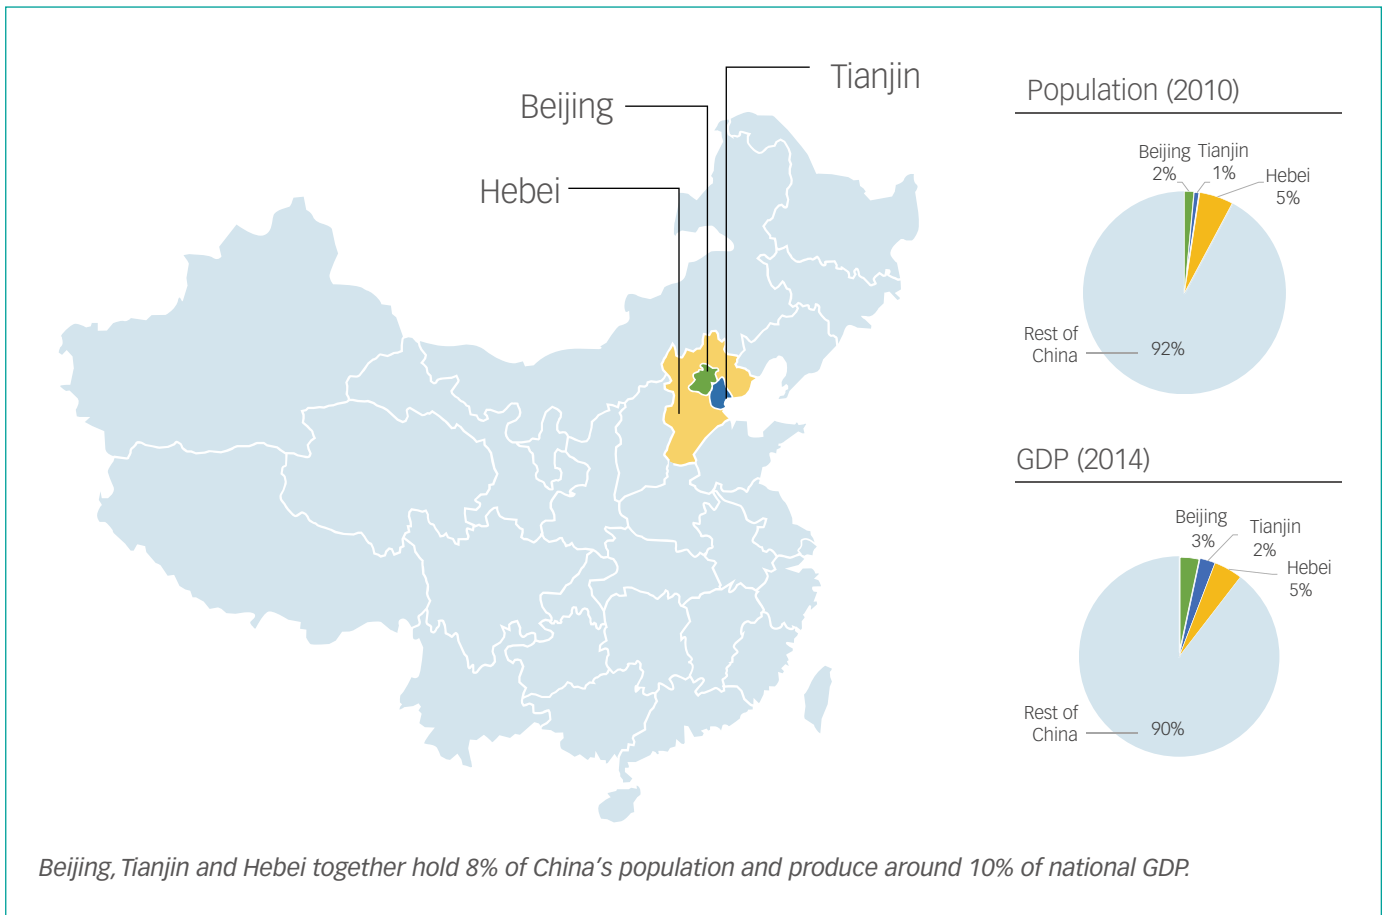 Tianjin
Beijing
Hebei
Population (2010)
Beijing
2%
Tianjin
1%
Hebei
5%
Rest of
China
92%
GDP (2014)
Beijing
3%
Tianjin
2%
Hebei
5%
Rest of
China
90%
Beijing, Tianjin and Hebei together hold 8% of China’s population and produce around 10% of national GDP.